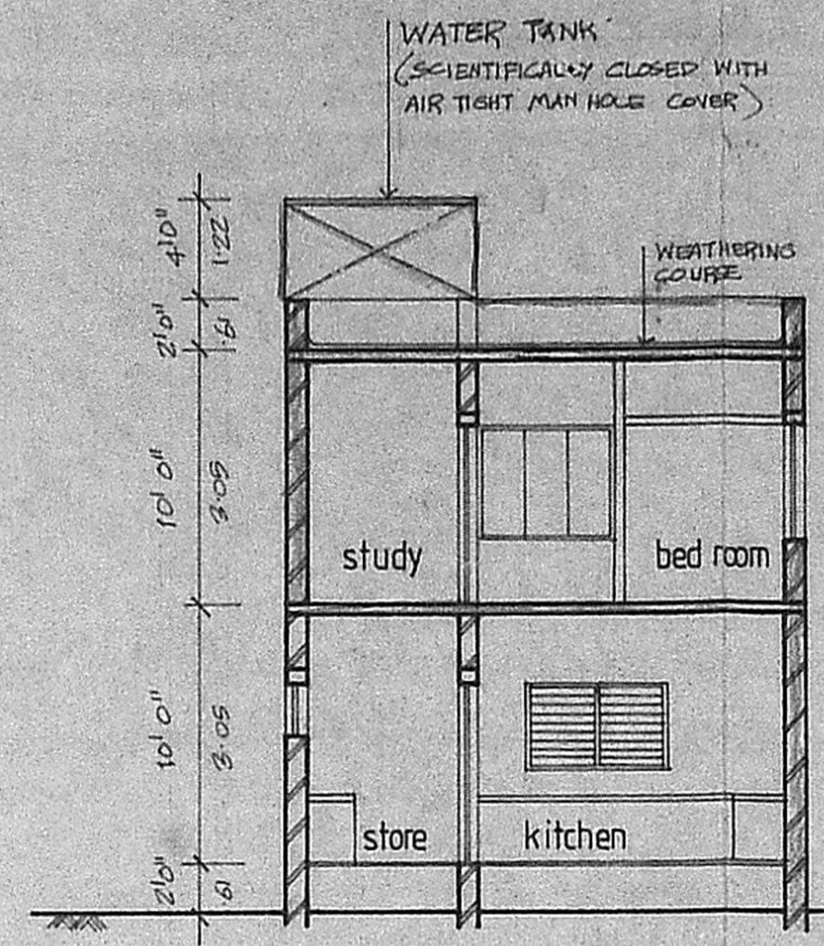 WATER TANK
(SCIENTIFICALLY CLOSED WITH
AIR TIGHT MAN HOLE COVER)
WEATHERING
COURSE
4'0"
1.22
2'0"
.61
10' 0"
3.05
study
bed room
10' 0"
3.05
store
kitchen
2'0"
.61